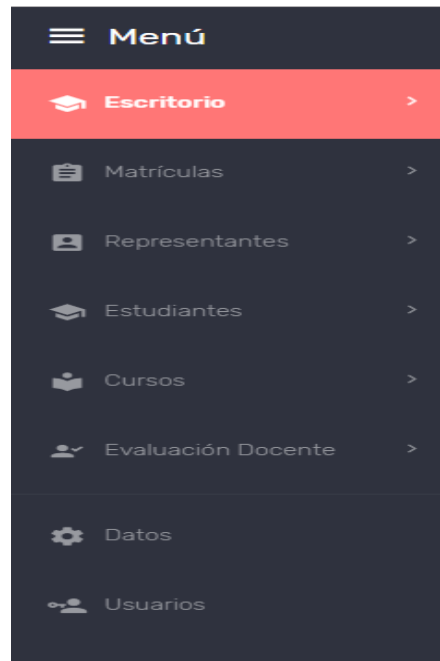 Menú
Escritorio >
Matrículas >
Representantes >
Estudiantes >
Cursos >
Evaluación Docente >
Datos
Usuarios